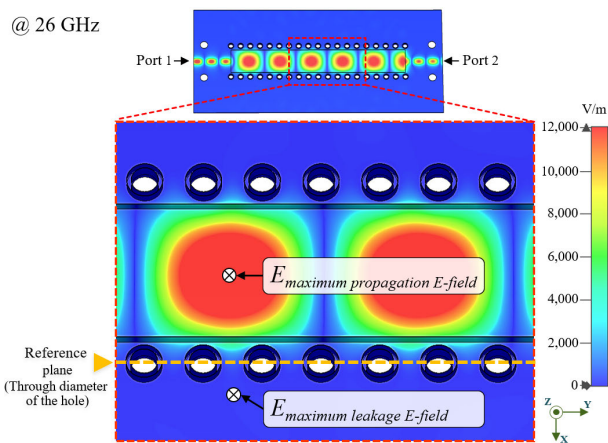 @ 26 GHz
Port 1
Port 2
V/m
12,000
10,000
8,000
6,000
4,000
2,000
0
E maximum propagation E-field
Reference
plane
(Through diameter
of the hole)
E maximum leakage E-field
Z
Y
X